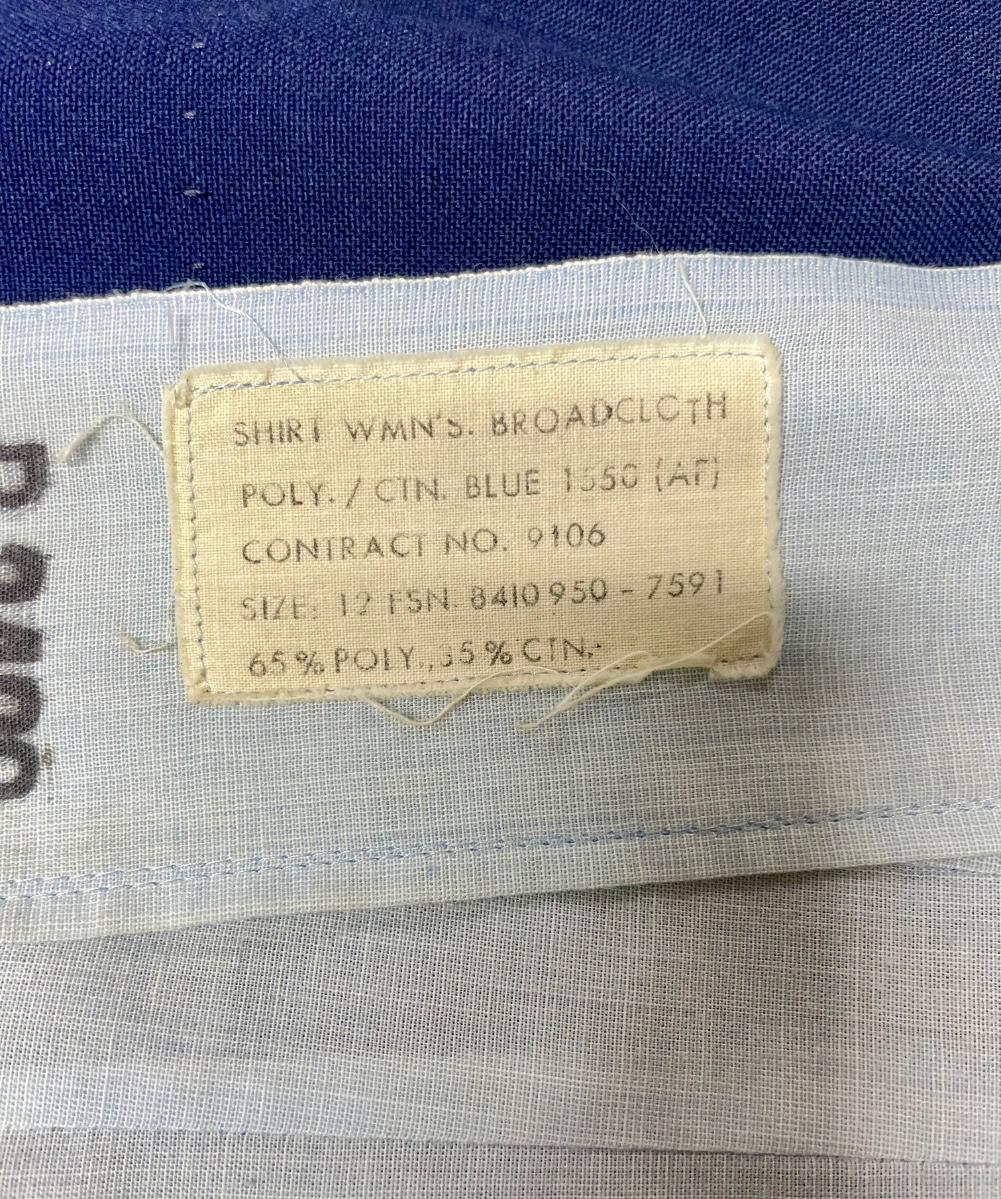 SHIRT WMN'S. BROADCLOTH
POLY. / CTN. BLUE 1550 (AF)
CONTRACT NO. 9106
SIZE: 12 FSN. 8410 950 - 7591
65% POLY., 35% CTN.